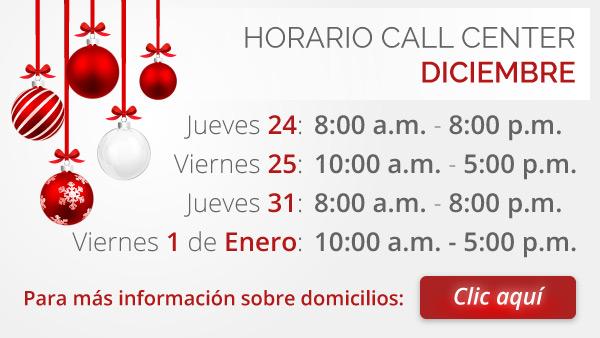 HORARIO CALL CENTER
DICIEMBRE
Jueves 24: 8:00 a.m. - 8:00 p.m.
Viernes 25: 10:00 a.m. - 5:00 p.m.
Jueves 31: 8:00 a.m. - 8:00 p.m.
Viernes 1 de Enero: 10:00 a.m. - 5:00 p.m.
Para más información sobre domicilios: Clic aquí